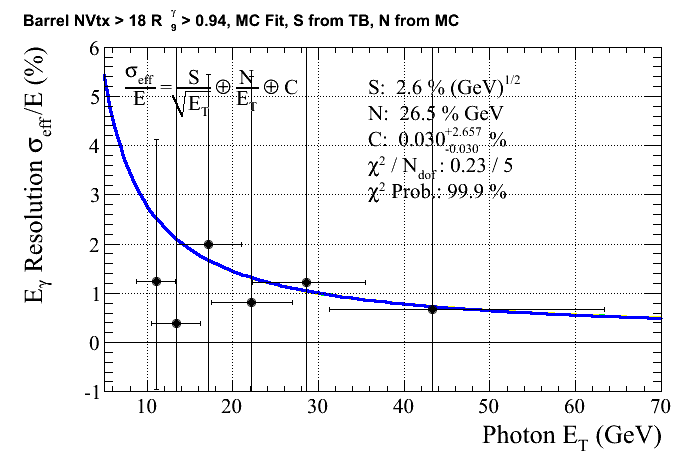 Barrel NVtx > 18 R γ 9 > 0.94, MC Fit, S from TB, N from MC
Eγ Resolution σeff/E (%)
6
5
4
3
2
1
0
-1
σeff/E = S/√ET ⊕ N/ET ⊕ C
S: 2.6 % (GeV)^1/2
N: 26.5 % GeV
C: 0.030 +2.657 -0.030 %
χ² / Ndof: 0.23 / 5
χ² Prob.: 99.9 %
10 20 30 40 50 60 70
Photon ET (GeV)